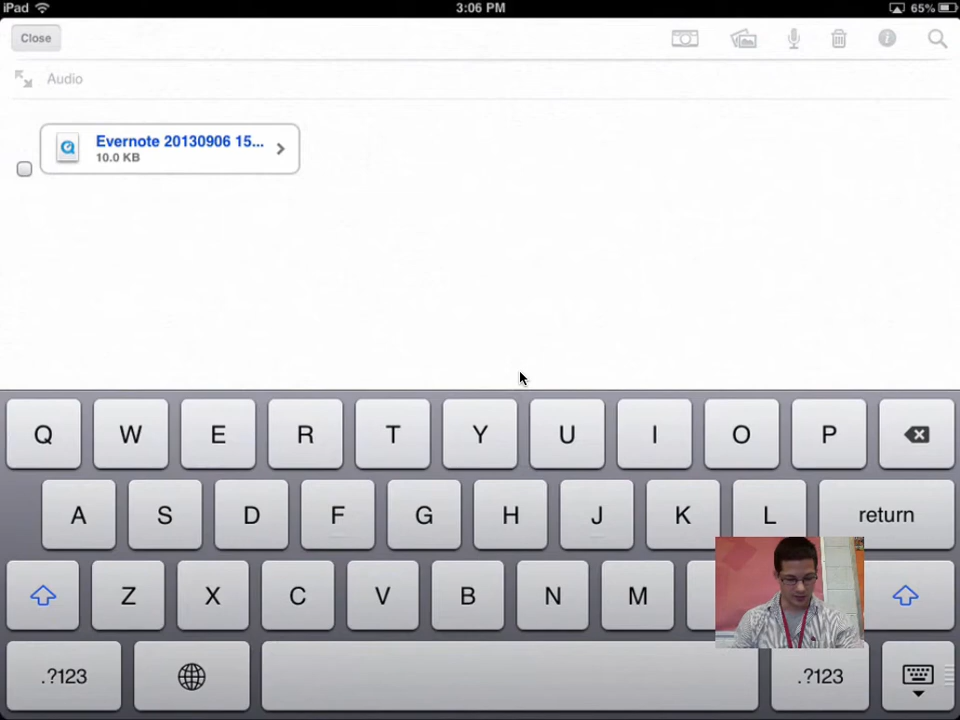 iPad 3:06 PM 65%
Close
Audio
Evernote 20130906 15...
10.0 KB
Q W E R T Y U I O P
A S D F G H J K L return
Z X C V B N M
.?123 .?123